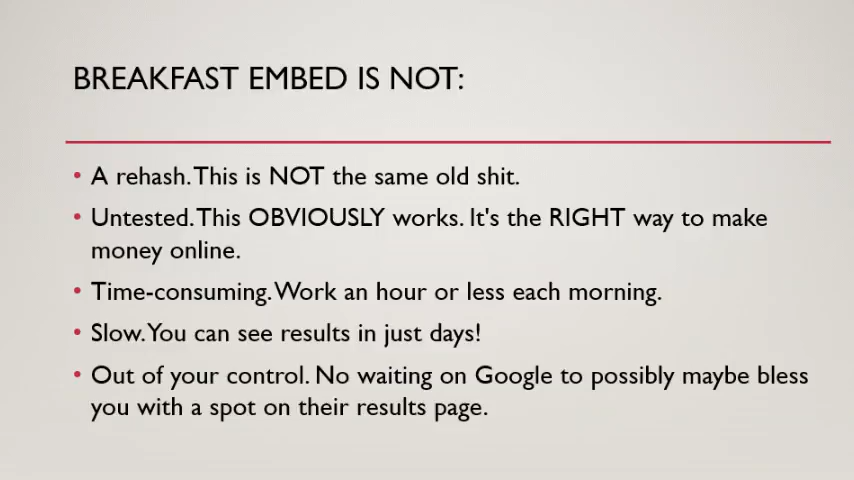 BREAKFAST EMBED IS NOT:
• A rehash. This is NOT the same old shit.
• Untested. This OBVIOUSLY works. It's the RIGHT way to make
money online.
• Time-consuming. Work an hour or less each morning.
• Slow. You can see results in just days!
• Out of your control. No waiting on Google to possibly maybe bless
you with a spot on their results page.